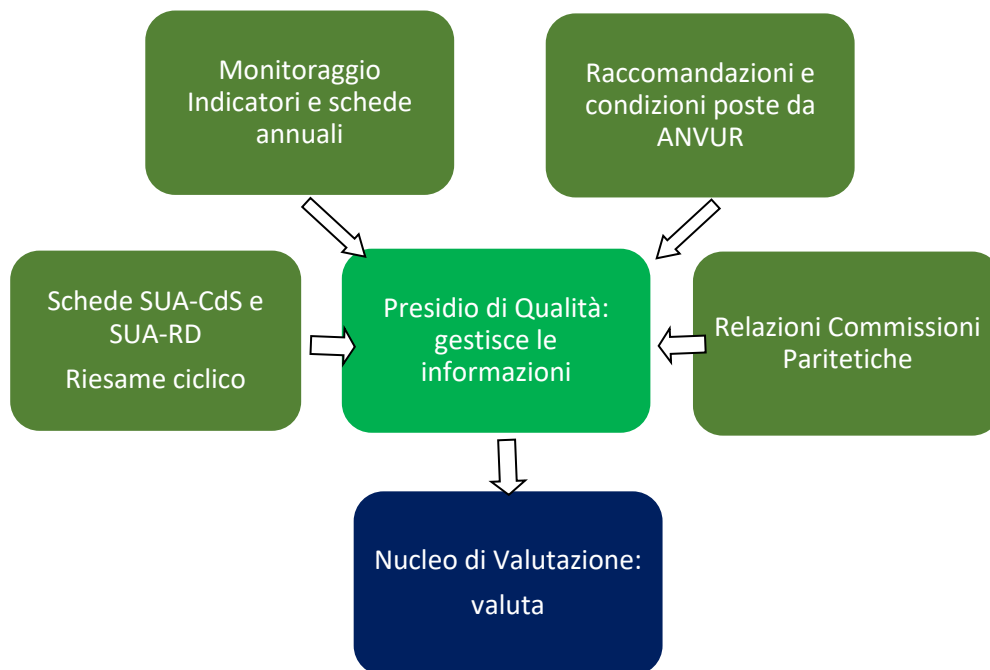 Monitoraggio
Indicatori e schede
annuali
Raccomandazioni e
condizioni poste da
ANVUR
Schede SUA-CdS e
SUA-RD
Riesame ciclico
Presidio di Qualità:
gestisce le
informazioni
Relazioni Commissioni
Paritetiche
Nucleo di Valutazione:
valuta